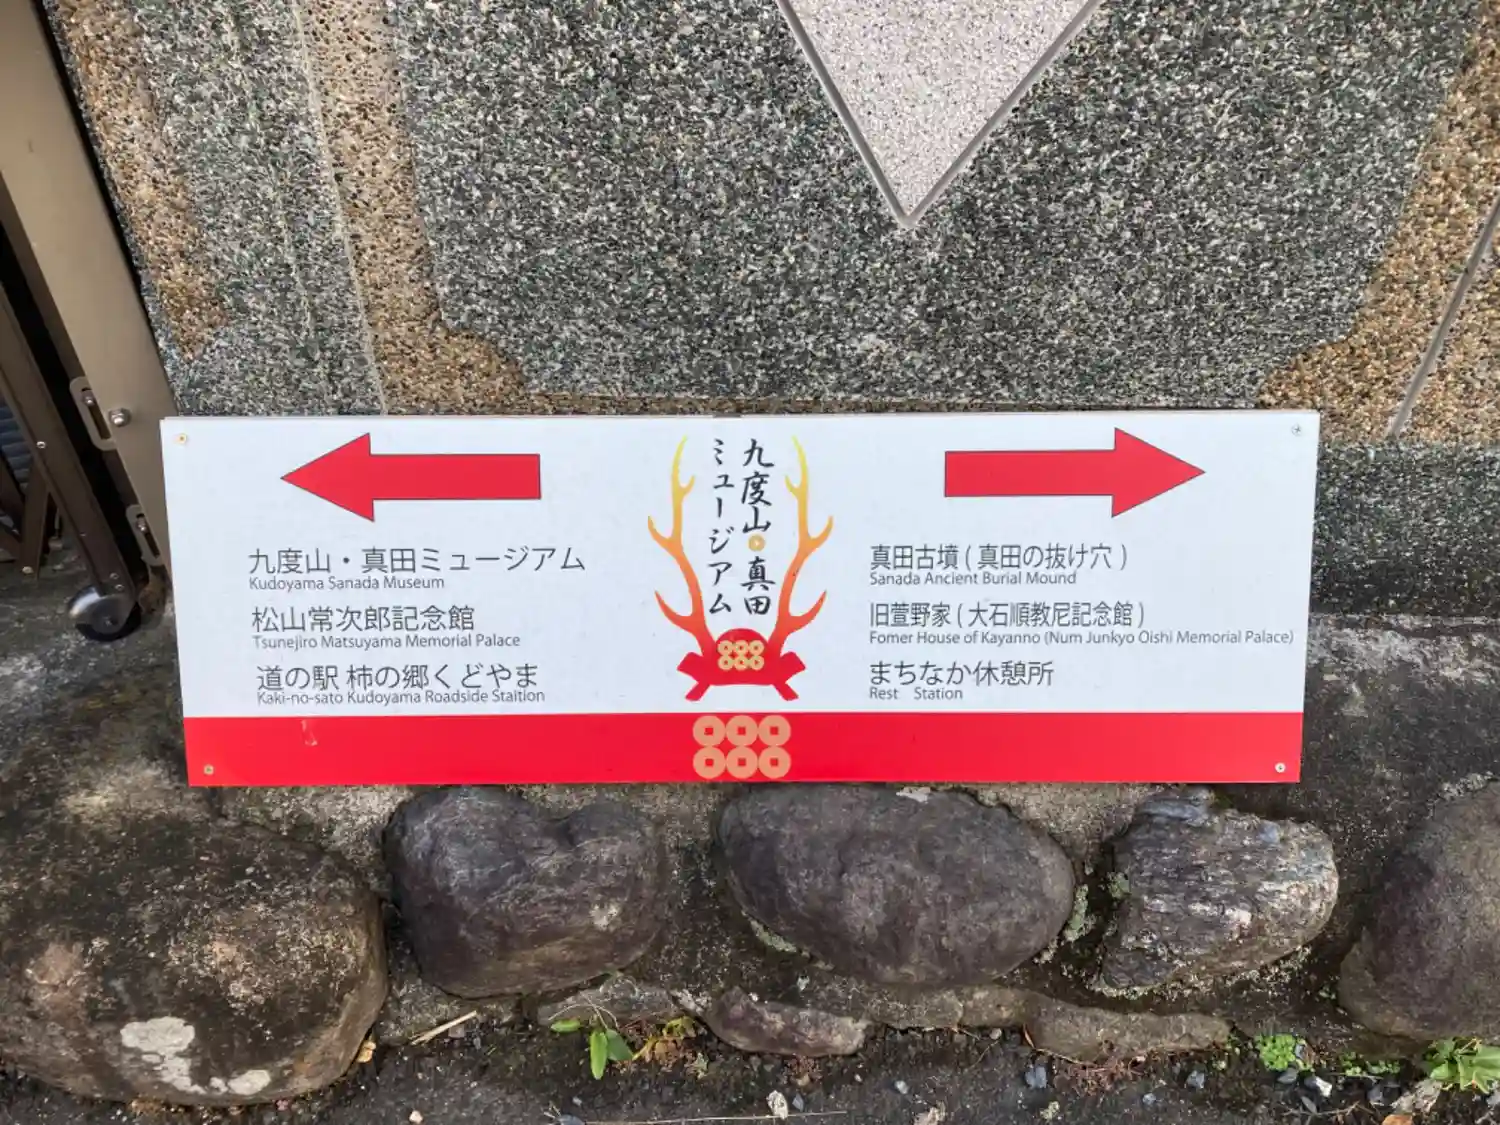 九度山・真田ミュージアム
Kudoyama Sanada Museum
松山常次郎記念館
Tsunejiro Matsuyama Memorial Palace
道の駅 柿の郷くどやま
Kaki-no-sato Kudoyama Roadside Staition
九度山 真田
ミュージアム
真田古墳 ( 真田の抜け穴 )
Sanada Ancient Burial Mound
旧萱野家 ( 大石順教尼記念館 )
Fomer House of Kayanno (Num Junkyo Oishi Memorial Palace)
まちなか休憩所
Rest Station